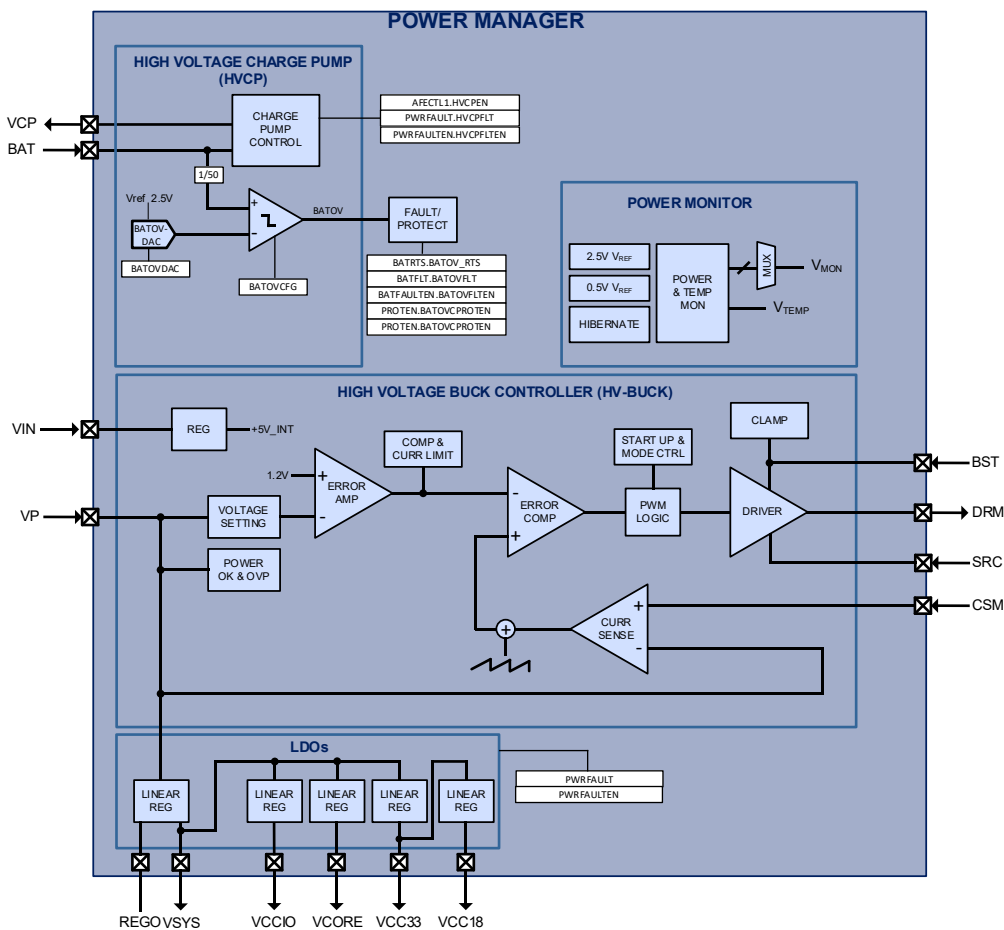 POWER MANAGER
HIGH VOLTAGE CHARGE PUMP
(HVCP)
VCP
BAT
CHARGE
PUMP
CONTROL
AFECTL1.HVCPEN
PWRFAULT.HVCPFLT
PWRFAULTEN.HVCPFLTEN
1/50
Vref 2.5V
BATOV-
DAC
BATOVDAC
+
-
BATOV
BATOVCFG
FAULT/
PROTECT
BATRTS.BATOV_RTS
BATFLT.BATOVFLT
BATFAULTEN.BATOVFLTEN
PROTEN.BATOVCPROTEN
PROTEN.BATOVCPROTEN
POWER MONITOR
2.5V VREF
0.5V VREF
HIBERNATE
POWER
& TEMP
MON
MUX
VMON
VTEMP
HIGH VOLTAGE BUCK CONTROLLER (HV-BUCK)
VIN
REG
+5V_INT
VP
VOLTAGE
SETTING
POWER
OK & OVP
1.2V
+
-
ERROR
AMP
COMP &
CURR LIMIT
-
+
ERROR
COMP
START UP &
MODE CTRL
PWM
LOGIC
CLAMP
DRIVER
BST
DRM
SRC
CSM
+
-
CURR
SENSE
+
LDOs
LINEAR
REG
LINEAR
REG
LINEAR
REG
LINEAR
REG
LINEAR
REG
PWRFAULT
PWRFAULTEN
REGO
VSYS
VCCIO
VCORE
VCC33
VCC18